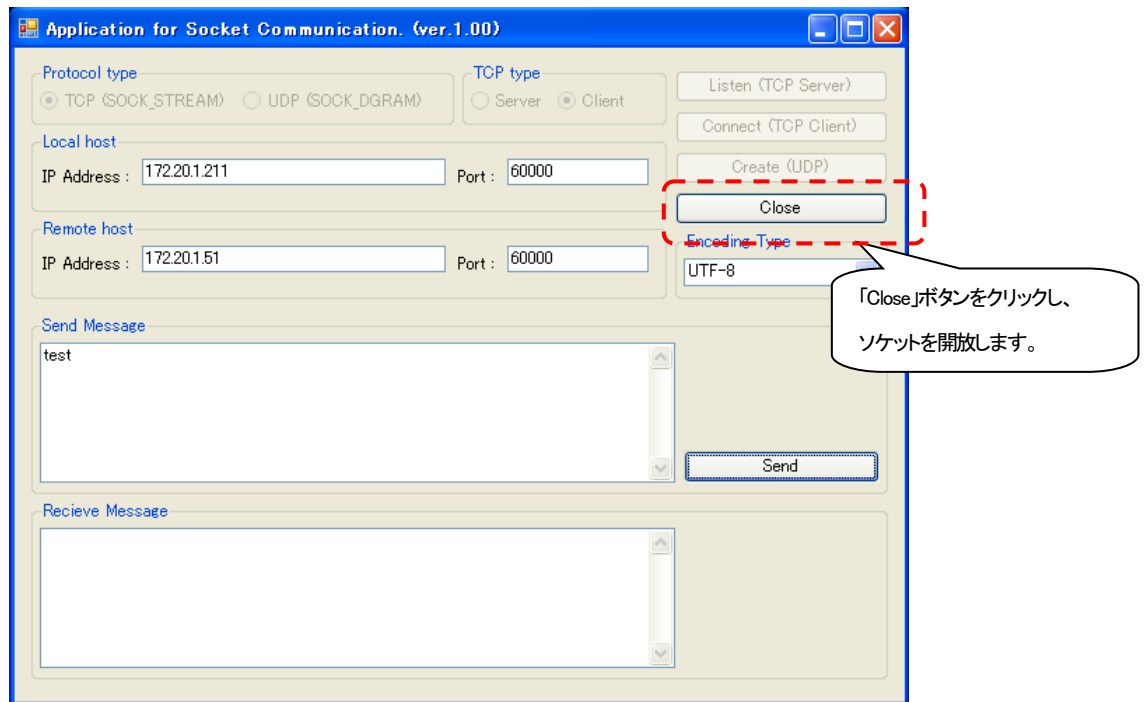 Application for Socket Communication. (ver.1.00)
Protocol type
TCP (SOCK_STREAM)
UDP (SOCK_DGRAM)
TCP type
Server
Client
Listen (TCP Server)
Connect (TCP Client)
Create (UDP)
Close
Local host
IP Address :
172.20.1.211
Port :
60000
Remote host
IP Address :
172.20.1.51
Port :
60000
Encoding Type
UTF-8
「Close」ボタンをクリックし、
ソケットを開放します。
Send Message
test
Send
Recieve Message